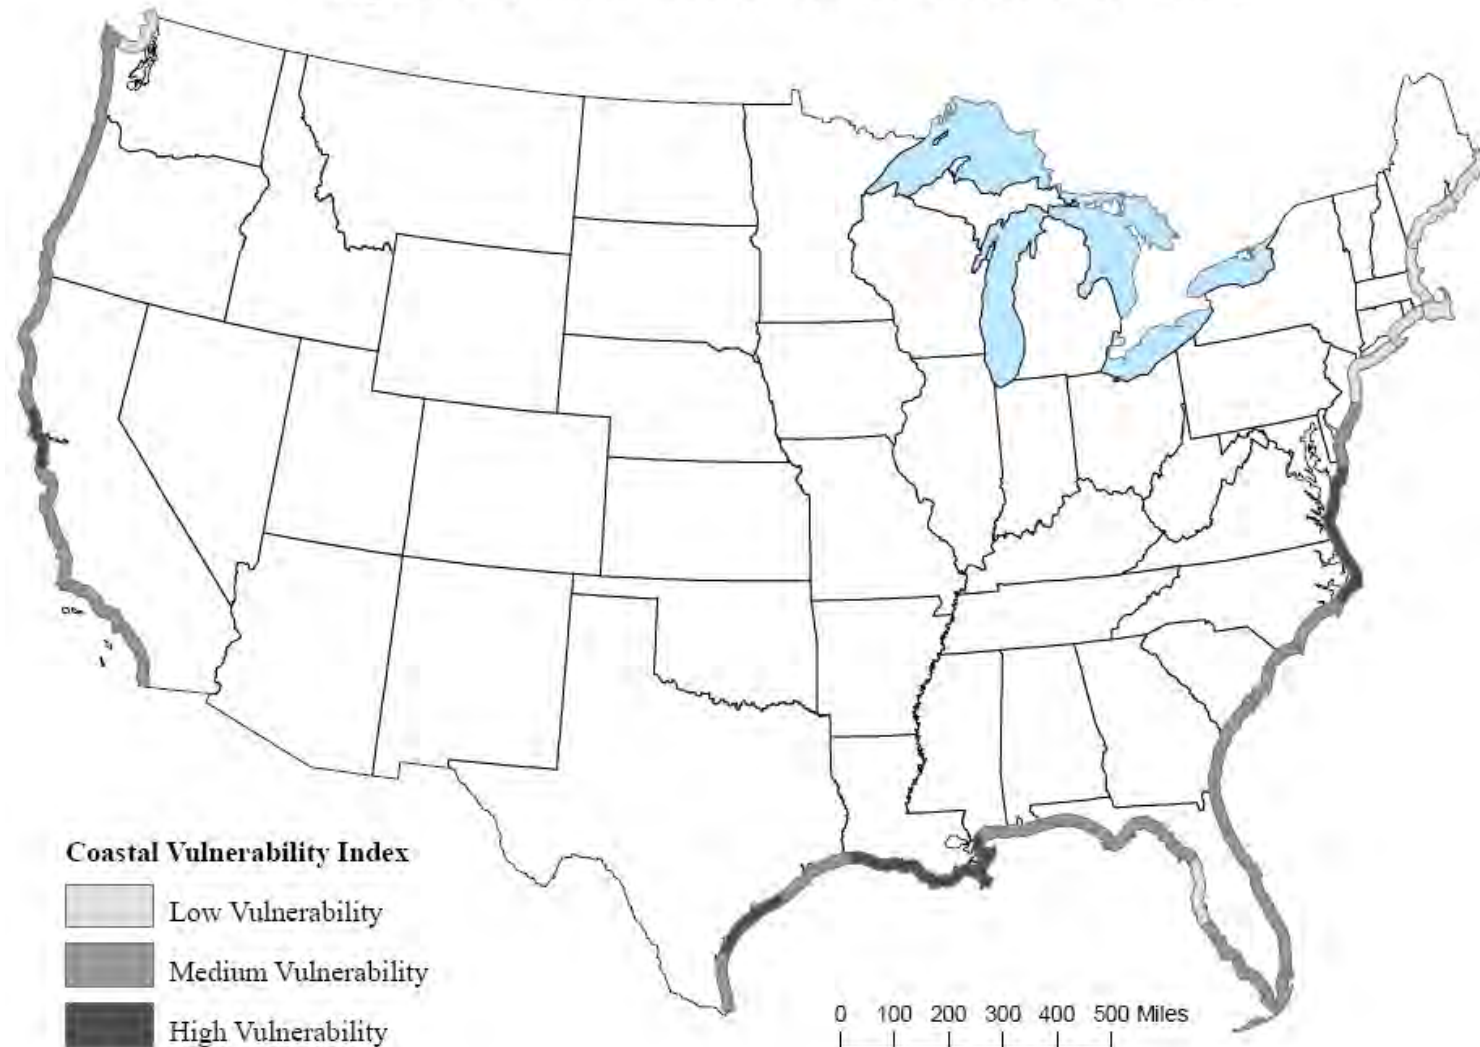 Coastal Vulnerability Index
Low Vulnerability
Medium Vulnerability
High Vulnerability
0 100 200 300 400 500 Miles